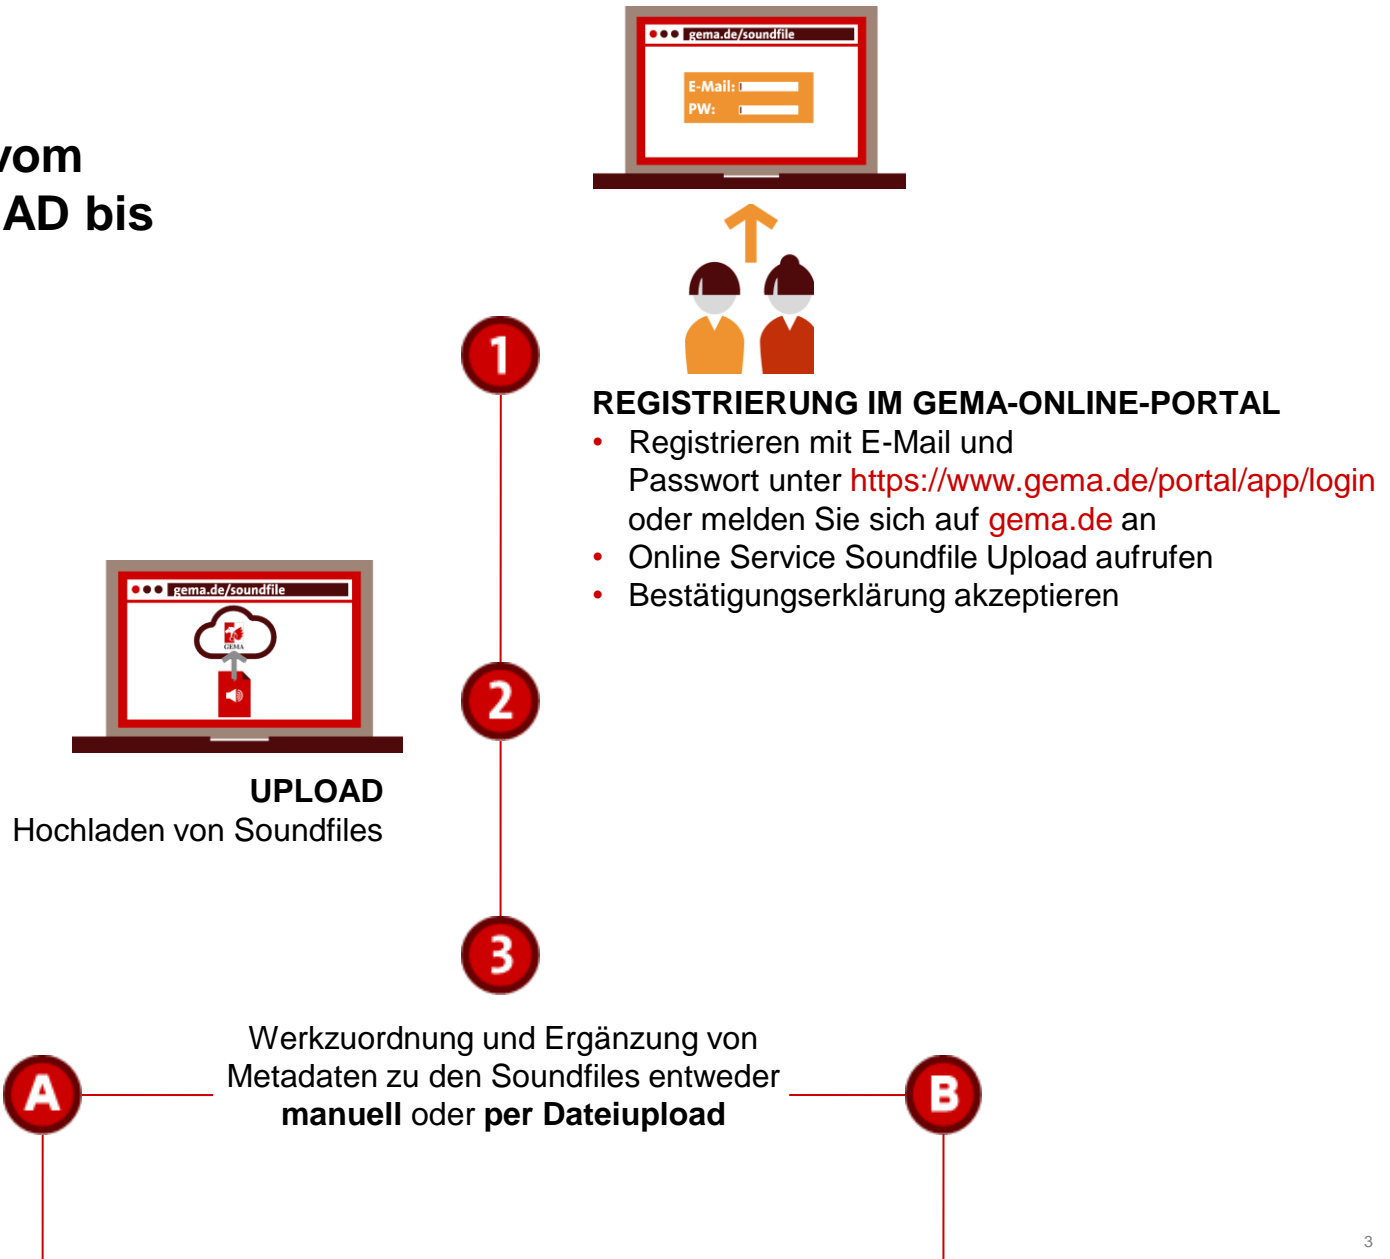 gema.de/soundfile
E-Mail:
PW:
vom
AD bis
1
REGISTRIERUNG IM GEMA-ONLINE-PORTAL
• Registrieren mit E-Mail und
Passwort unter https://www.gema.de/portal/app/login
oder melden Sie sich auf gema.de an
• Online Service Soundfile Upload aufrufen
• Bestätigungserklärung akzeptieren
gema.de/soundfile
GEMA
2
UPLOAD
Hochladen von Soundfiles
3
Werkzuordnung und Ergänzung von
Metadaten zu den Soundfiles entweder
manuell oder per Dateiupload
A
B
3